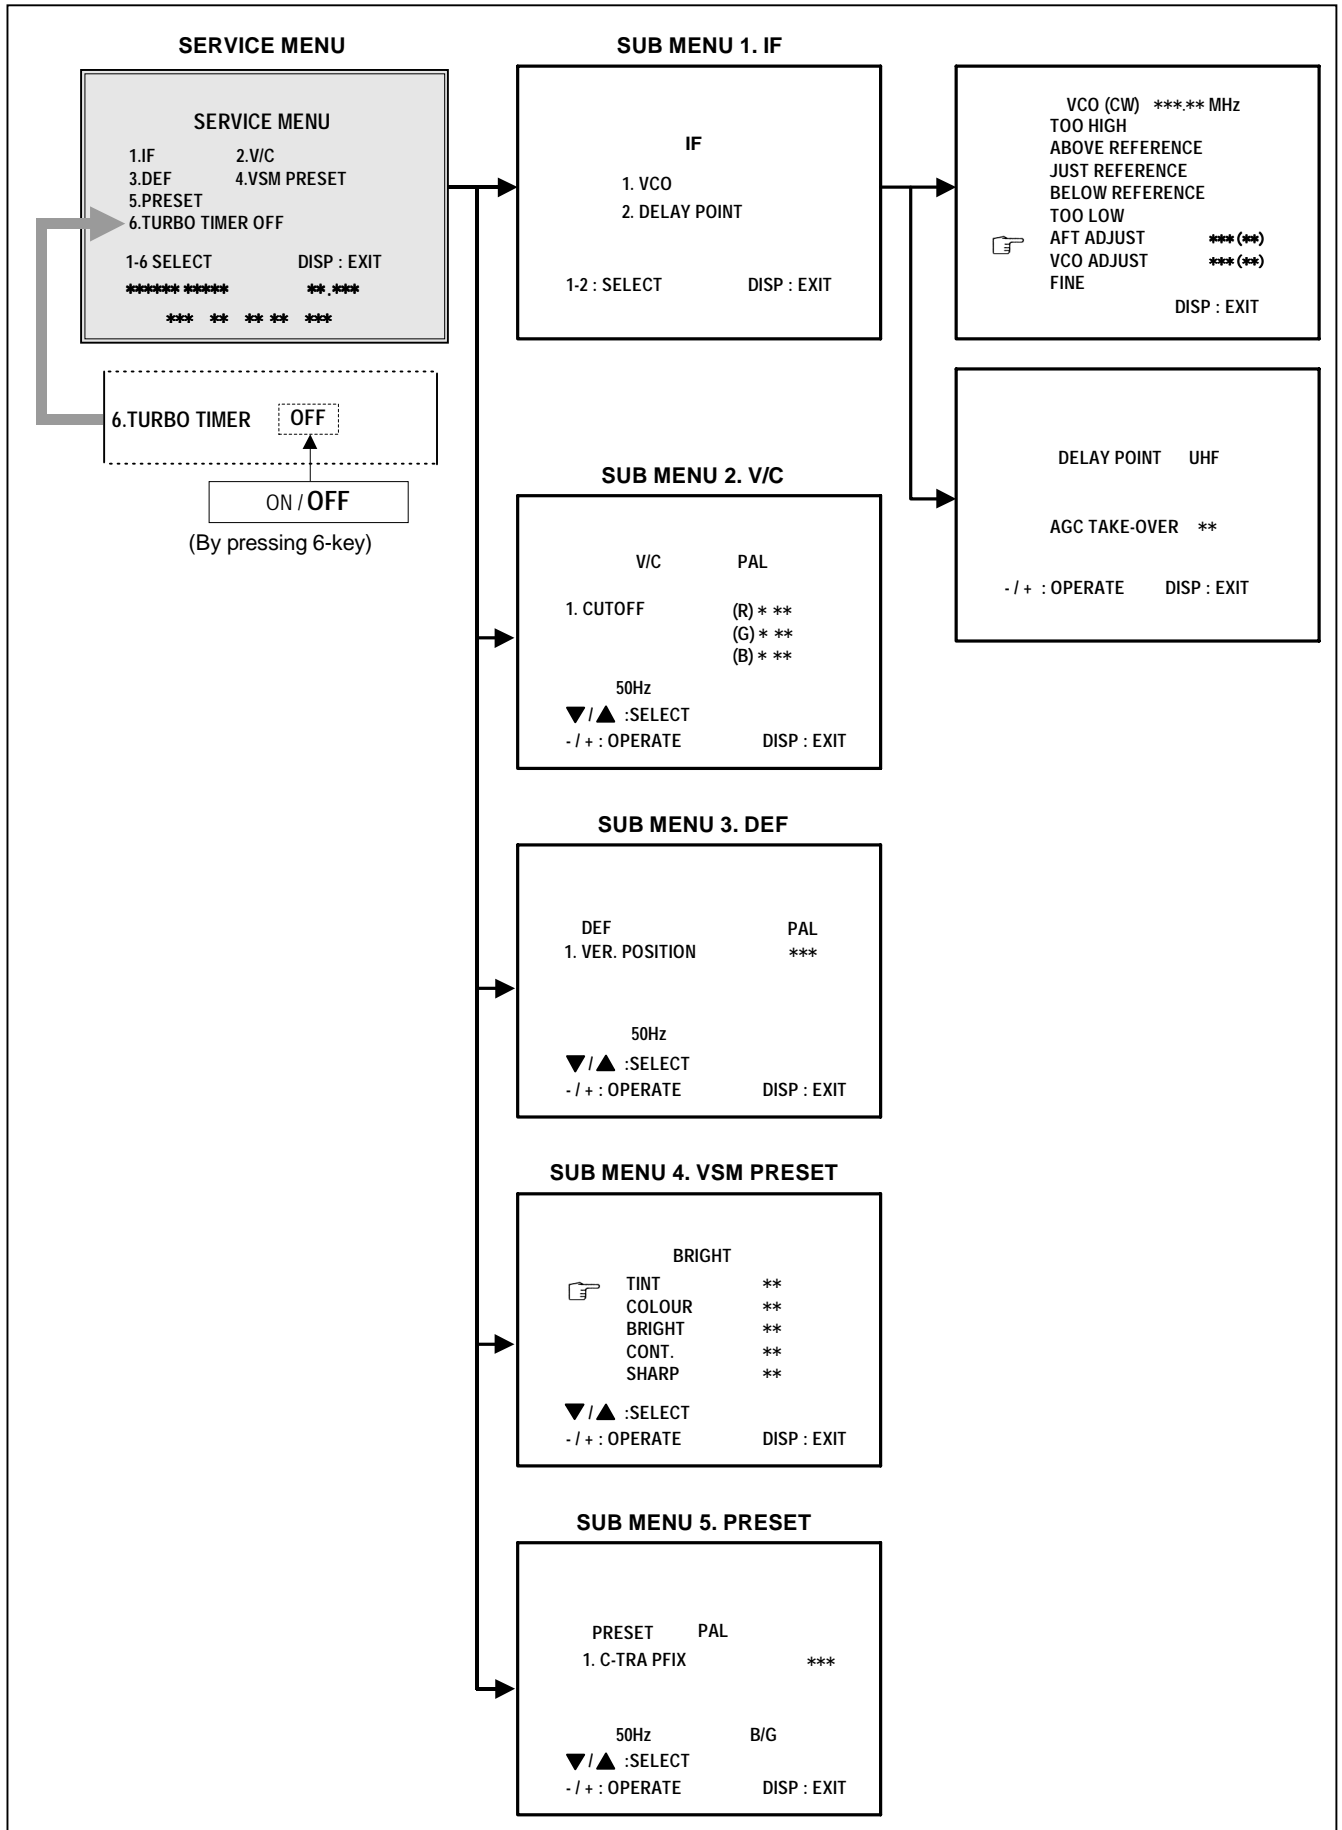 SERVICE MENU
SERVICE MENU
1.IF 2.V/C
3.DEF 4.VSM PRESET
5.PRESET
6.TURBO TIMER OFF
1-6 SELECT DISP : EXIT
****** ***** **.***
*** ** ** ** ***
6.TURBO TIMER OFF
ON / OFF
(By pressing 6-key)
SUB MENU 1. IF
IF
1. VCO
2. DELAY POINT
1-2 : SELECT DISP : EXIT
VCO (CW) ***.** MHz
TOO HIGH
ABOVE REFERENCE
JUST REFERENCE
BELOW REFERENCE
TOO LOW
☞ AFT ADJUST *** (**)
VCO ADJUST *** (**)
FINE
DISP : EXIT
DELAY POINT UHF
AGC TAKE-OVER **
- / + : OPERATE DISP : EXIT
SUB MENU 2. V/C
V/C PAL
1. CUTOFF (R) * **
(G) * **
(B) * **
50Hz
▼/▲ :SELECT
- / + : OPERATE DISP : EXIT
SUB MENU 3. DEF
DEF PAL
1. VER. POSITION ***
50Hz
▼/▲ :SELECT
- / + : OPERATE DISP : EXIT
SUB MENU 4. VSM PRESET
BRIGHT
☞ TINT **
COLOUR **
BRIGHT **
CONT. **
SHARP **
▼/▲ :SELECT
- / + : OPERATE DISP : EXIT
SUB MENU 5. PRESET
PRESET PAL
1. C-TRA PFIX ***
50Hz B/G
▼/▲ :SELECT
- / + : OPERATE DISP : EXIT